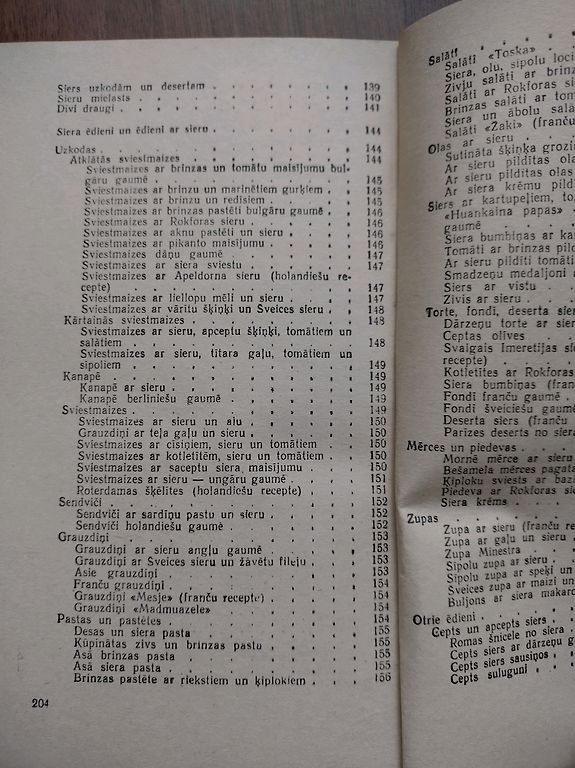 Siers uzkodām un desertam . . . . . . . . . 139
Sieru mielasts . . . . . . . . . 140
Divi draugi . . . . . . . . . 141
Siera ēdieni un ēdieni ar sieru . . . . . . . . . 144
Uzkodas . . . . . . . . . 144
Atklātās sviestmaizes . . . . . . . . . 144
Sviestmaizes ar brinzas un tomātu maisījumu bul-
gāru gaumē . . . . . . . . . 145
Sviestmaizes ar brinzu un marinētiem gurķiem . . . . 145
Sviestmaizes ar brinzu un redīsiem . . . . . . 145
Sviestmaizes ar brinzas pastēti bulgāru gaumē . . . 146
Sviestmaizes ar Rokforas sieru . . . . . . 146
Sviestmaizes ar aknu pastēti un sieru . . . . . 146
Sviestmaizes ar pikanto maisījumu . . . . . . 146
Sviestmaizes dāņu gaumē . . . . . . . 147
Sviestmaizes ar siera sviestu . . . . . . 147
Sviestmaizes ar Apeldorna sieru (holandiešu re-
cepte) . . . . . . . . . 147
Sviestmaizes ar liellopu mēli un sieru . . . . . 147
Sviestmaizes ar vārītu šķiņķi un Šveices sieru . . . 148
Kārtainās sviestmaizes . . . . . . . . 148
Sviestmaizes ar sieru, apceptu šķiņķi, tomātiem un
salātiem . . . . . . . . . 148
Sviestmaizes ar sieru, tītara gaļu, tomātiem un
sīpoliem . . . . . . . . . 149
Kanapē . . . . . . . . . 149
Kanapē ar sieru . . . . . . . . 149
Kanapē berliniešu gaumē . . . . . . . 149
Sviestmaizes . . . . . . . . . 149
Sviestmaizes ar sieru un alu . . . . . . 150
Grauzdiņi ar teļa gaļu un sieru . . . . . . 150
Sviestmaizes ar cīsiņiem, sieru un tomātiem . . . . 150
Sviestmaizes ar kotletītēm, sieru un tomātiem . . . 150
Sviestmaizes ar saceptu siera maisījumu . . . . 150
Sviestmaizes ar sieru — ungāru gaumē . . . . . 151
Roterdamas šķēlītes (holandiešu recepte) . . . . 151
Sendviči . . . . . . . . . 152
Sendviči ar sardīņu pastu un sieru . . . . . 152
Sendviči holandiešu gaumē . . . . . . . 152
Grauzdiņi . . . . . . . . . 153
Grauzdiņi ar sieru angļu gaumē . . . . . . 153
Grauzdiņi ar Šveices sieru un žāvētu fileju . . . . 153
Asie grauzdiņi . . . . . . . . 153
Franču grauzdiņi . . . . . . . . 154
Grauzdiņi «Mesje» (franču recepte) . . . . . 154
Grauzdiņi «Madmuazele» . . . . . . . 154
Pastas un pastētes . . . . . . . . 155
Desas un siera pasta . . . . . . . 155
Kūpinātas zivs un brinzas pasta . . . . . . 155
Asā brinzas pasta . . . . . . . . 155
Asā siera pasta . . . . . . . . 155
Brinzas pastēte ar riekstiem un ķiplokiem . . . . 156
204
Salāti . . . .
Salāti «Toska» . . .
Siera, olu, sīpolu
Zivju salāti ar
Salāti ar Rokforas
Brinzas salāti ar
Siera un ābolu
Salāti «Žaki»
Olas ar sieru . . .
Sutināta šķiņķa
Ar sieru pildītas olas
Ar sieru pildītas olas
Ar siera krēmu
Siers ar kartupeļiem,
«Huankaina papas» .
gaumē . . . .
Siera bumbiņas ar
Tomāti ar brinzas
Ar sieru pildīti
Smadzeņu medaljoni
Siers ar vistu . .
Zivis ar sieru . . .
Torte, fondi, deserta
Dārzeņu torte ar
Ceptas olives . .
Svaigais Imeretijas
recepte) . . . .
Kotletītes ar Rokforas
Siera bumbiņas
Fondī franču gaumē .
Fondī šveiciešu
Deserta siers (franču
Parīzes deserts no
Mērces un piedevas . .
Mornē mērce ar sieru
Bešamela mērces
Ķiploku sviests ar
Piedeva ar Rokforas
Siera krēms . . .
Zupas . . . .
Zupa ar sieru (franču
Zupa ar gaļu un sieru .
Zupa Minestra . .
Sīpolu zupa ar sieru .
Sīpolu zupa ar speķi un
Šveices zupa ar maizi un
Buljons ar siera
Otrie ēdieni . . .
Cepts un apcepts siers .
Romas šnicele no siera .
Cepts siers ar dārzeņu
Cepts siers sausiņos .
Cepts suluguni . .